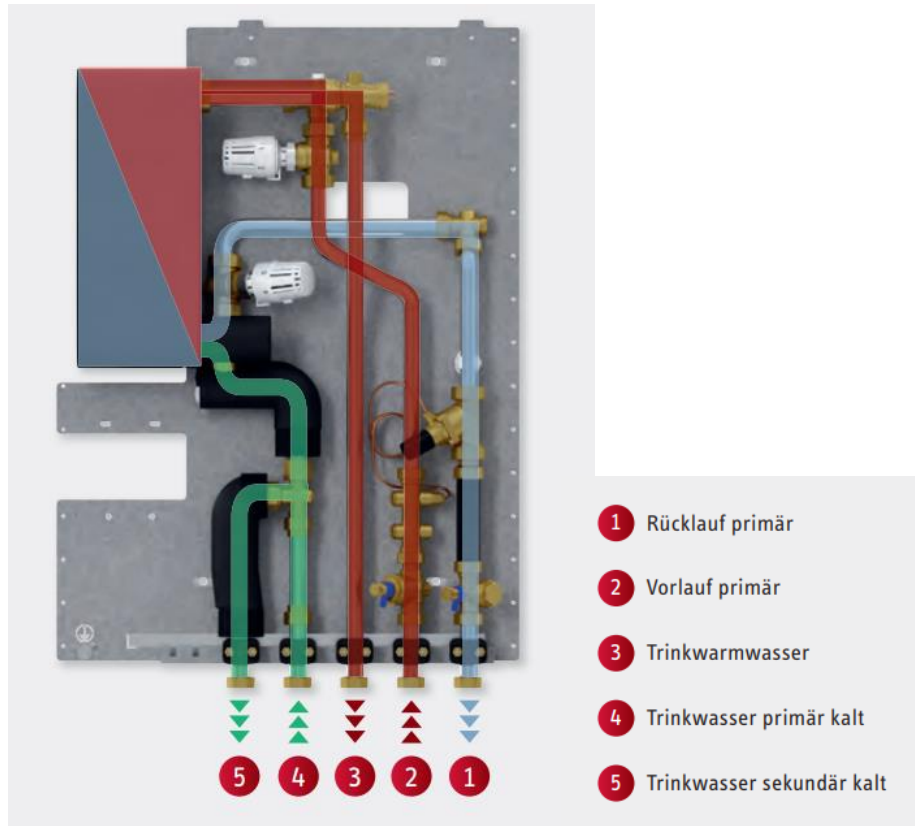 5 4 3 2 1
1 Rücklauf primär
2 Vorlauf primär
3 Trinkwarmwasser
4 Trinkwasser primär kalt
5 Trinkwasser sekundär kalt